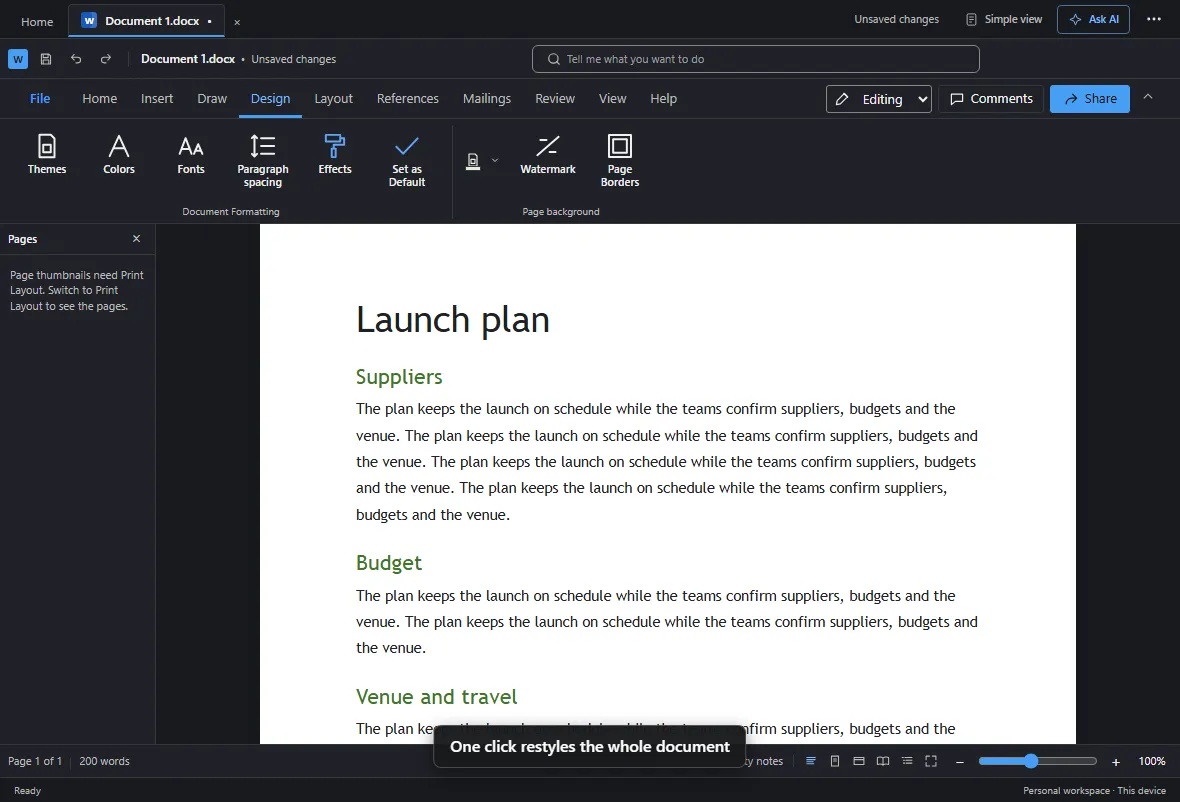 Home
W Document 1.docx •
Unsaved changes
Simple view
Ask AI
W
Document 1.docx • Unsaved changes
Tell me what you want to do
File Home Insert Draw Design Layout References Mailings Review View Help
Editing
Comments
Share
Themes
Colors
Fonts
Paragraph
spacing
Effects
Set as
Default
Document Formatting
Watermark
Page
Borders
Page background
Pages
Page thumbnails need Print
Layout. Switch to Print
Layout to see the pages.
Launch plan
Suppliers
The plan keeps the launch on schedule while the teams confirm suppliers, budgets and the
venue. The plan keeps the launch on schedule while the teams confirm suppliers, budgets and
the venue. The plan keeps the launch on schedule while the teams confirm suppliers, budgets
and the venue. The plan keeps the launch on schedule while the teams confirm suppliers,
budgets and the venue.
Budget
The plan keeps the launch on schedule while the teams confirm suppliers, budgets and the
venue. The plan keeps the launch on schedule while the teams confirm suppliers, budgets and
the venue.
Venue and travel
The plan suppliers, budgets and the
One click restyles the whole document
Page 1 of 1 200 words
notes
100%
Ready
Personal workspace · This device